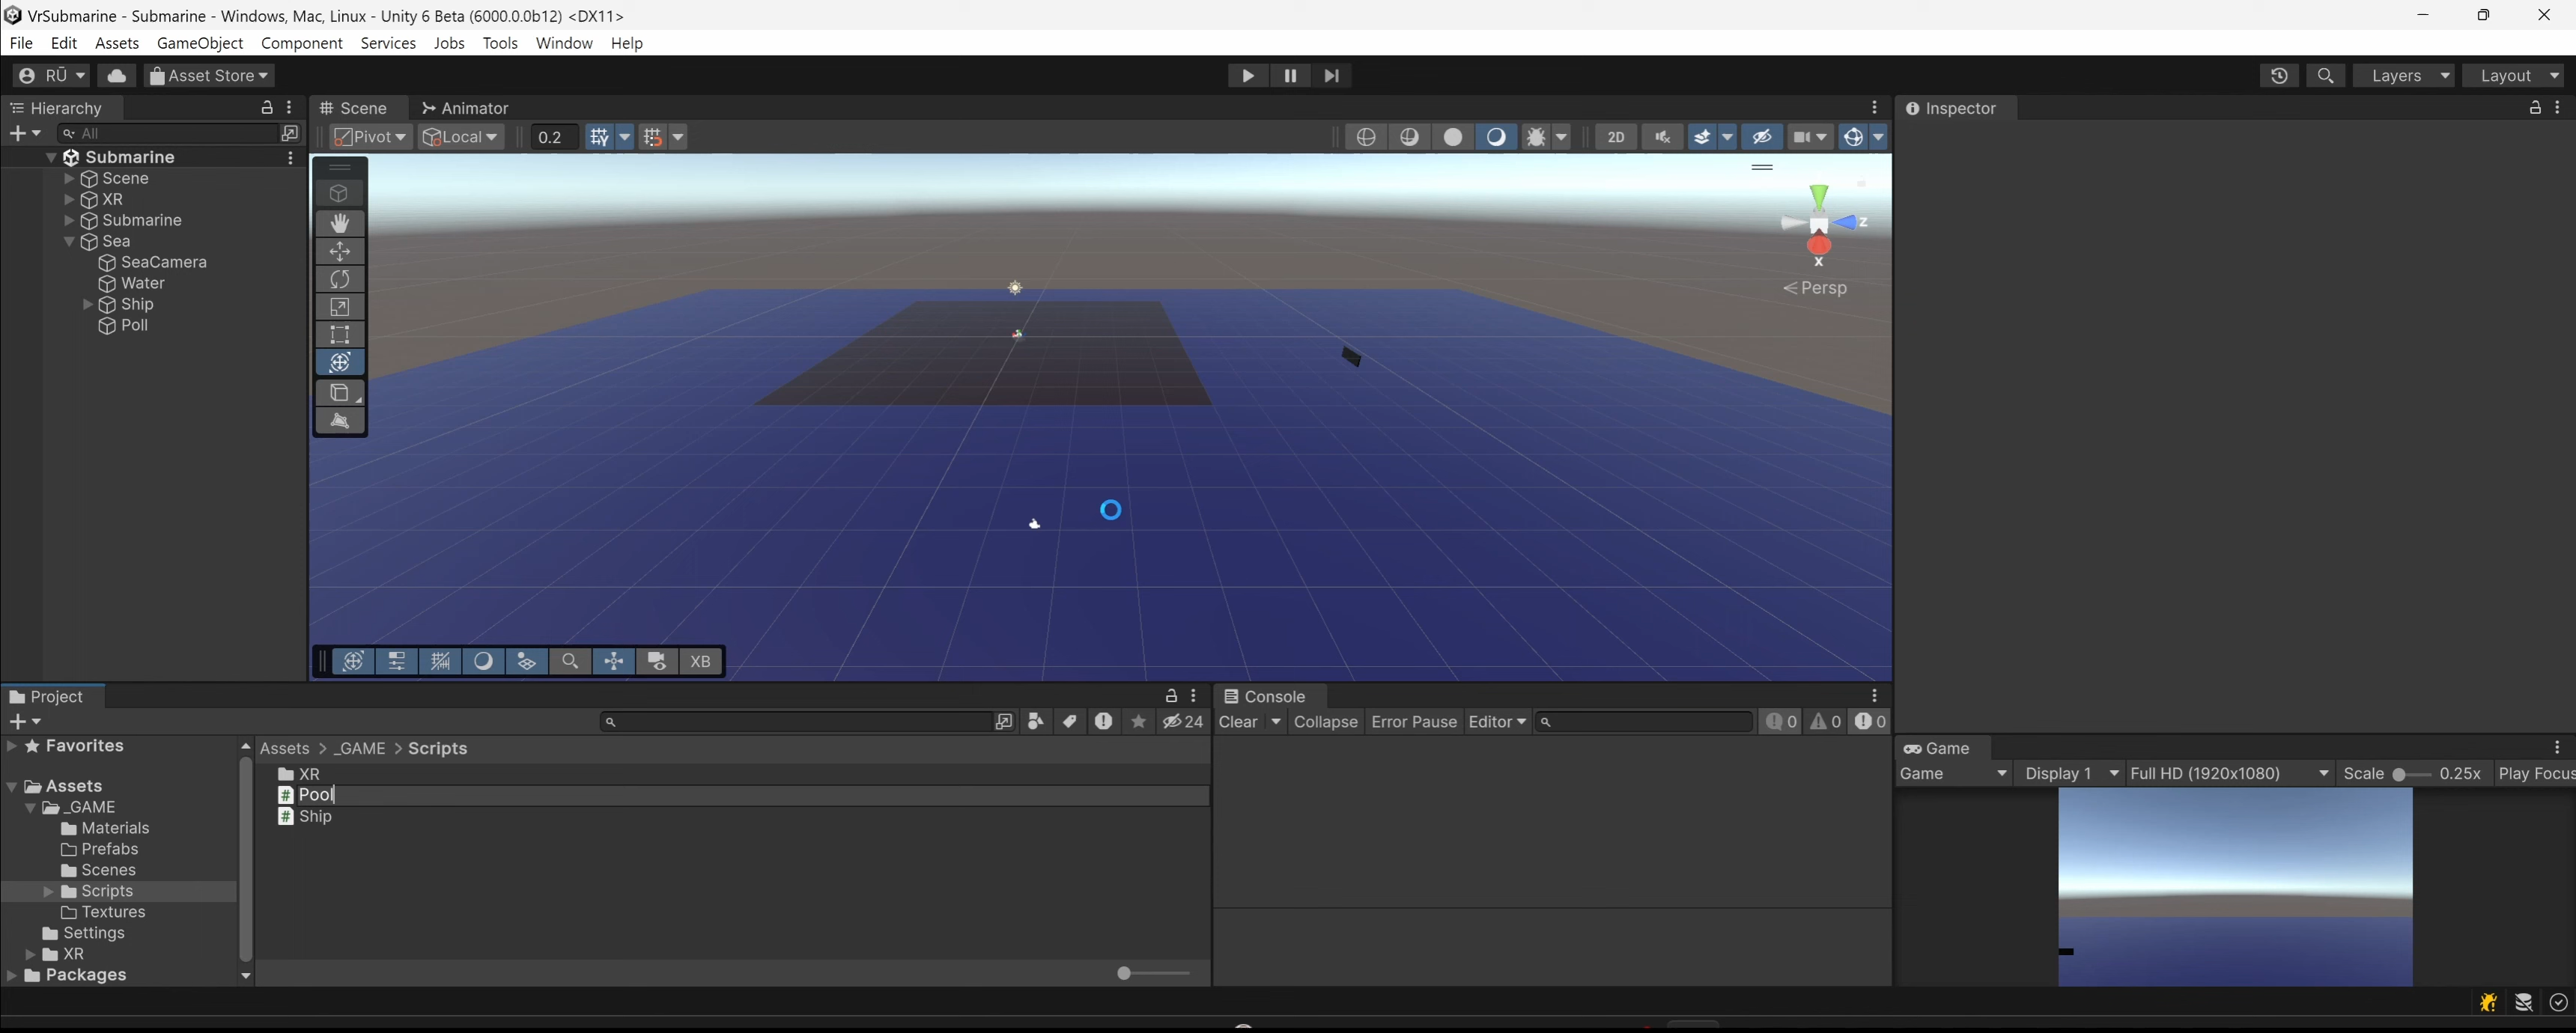 VrSubmarine - Submarine - Windows, Mac, Linux - Unity 6 Beta (6000.0.0b12) <DX11>
File Edit Assets GameObject Component Services Jobs Tools Window Help
RŪ Asset Store Layers Layout
Hierarchy
All
Submarine
Scene
XR
Submarine
Sea
SeaCamera
Water
Ship
Poll
Scene Animator
Pivot Local 0.2 2D
z
x
Persp
XB
Inspector
Project
24
Favorites
Assets
_GAME
Materials
Prefabs
Scenes
Scripts
Textures
Settings
XR
Packages
Assets > _GAME > Scripts
XR
Pool
Ship
Console
Clear Collapse Error Pause Editor 0 0 0
Game
Game Display 1 Full HD (1920x1080) Scale 0.25x Play Focus